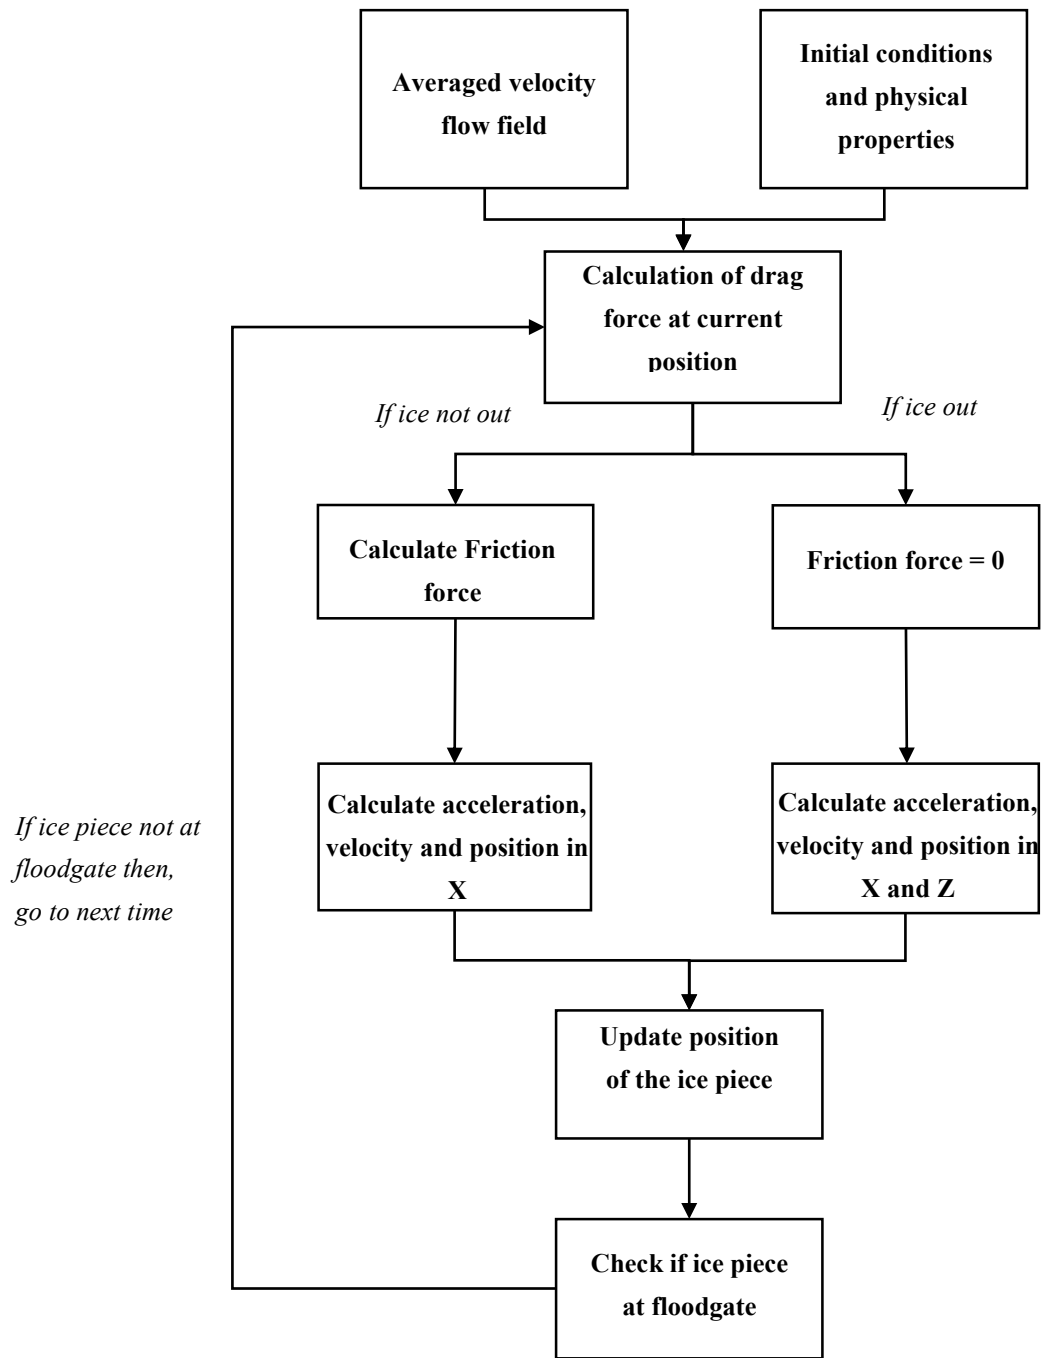 Averaged velocity
flow field
Initial conditions
and physical
properties
Calculation of drag
force at current
position
If ice not out
If ice out
Calculate Friction
force
Friction force = 0
Calculate acceleration,
velocity and position in
X
Calculate acceleration,
velocity and position in
X and Z
If ice piece not at
floodgate then,
go to next time
Update position
of the ice piece
Check if ice piece
at floodgate